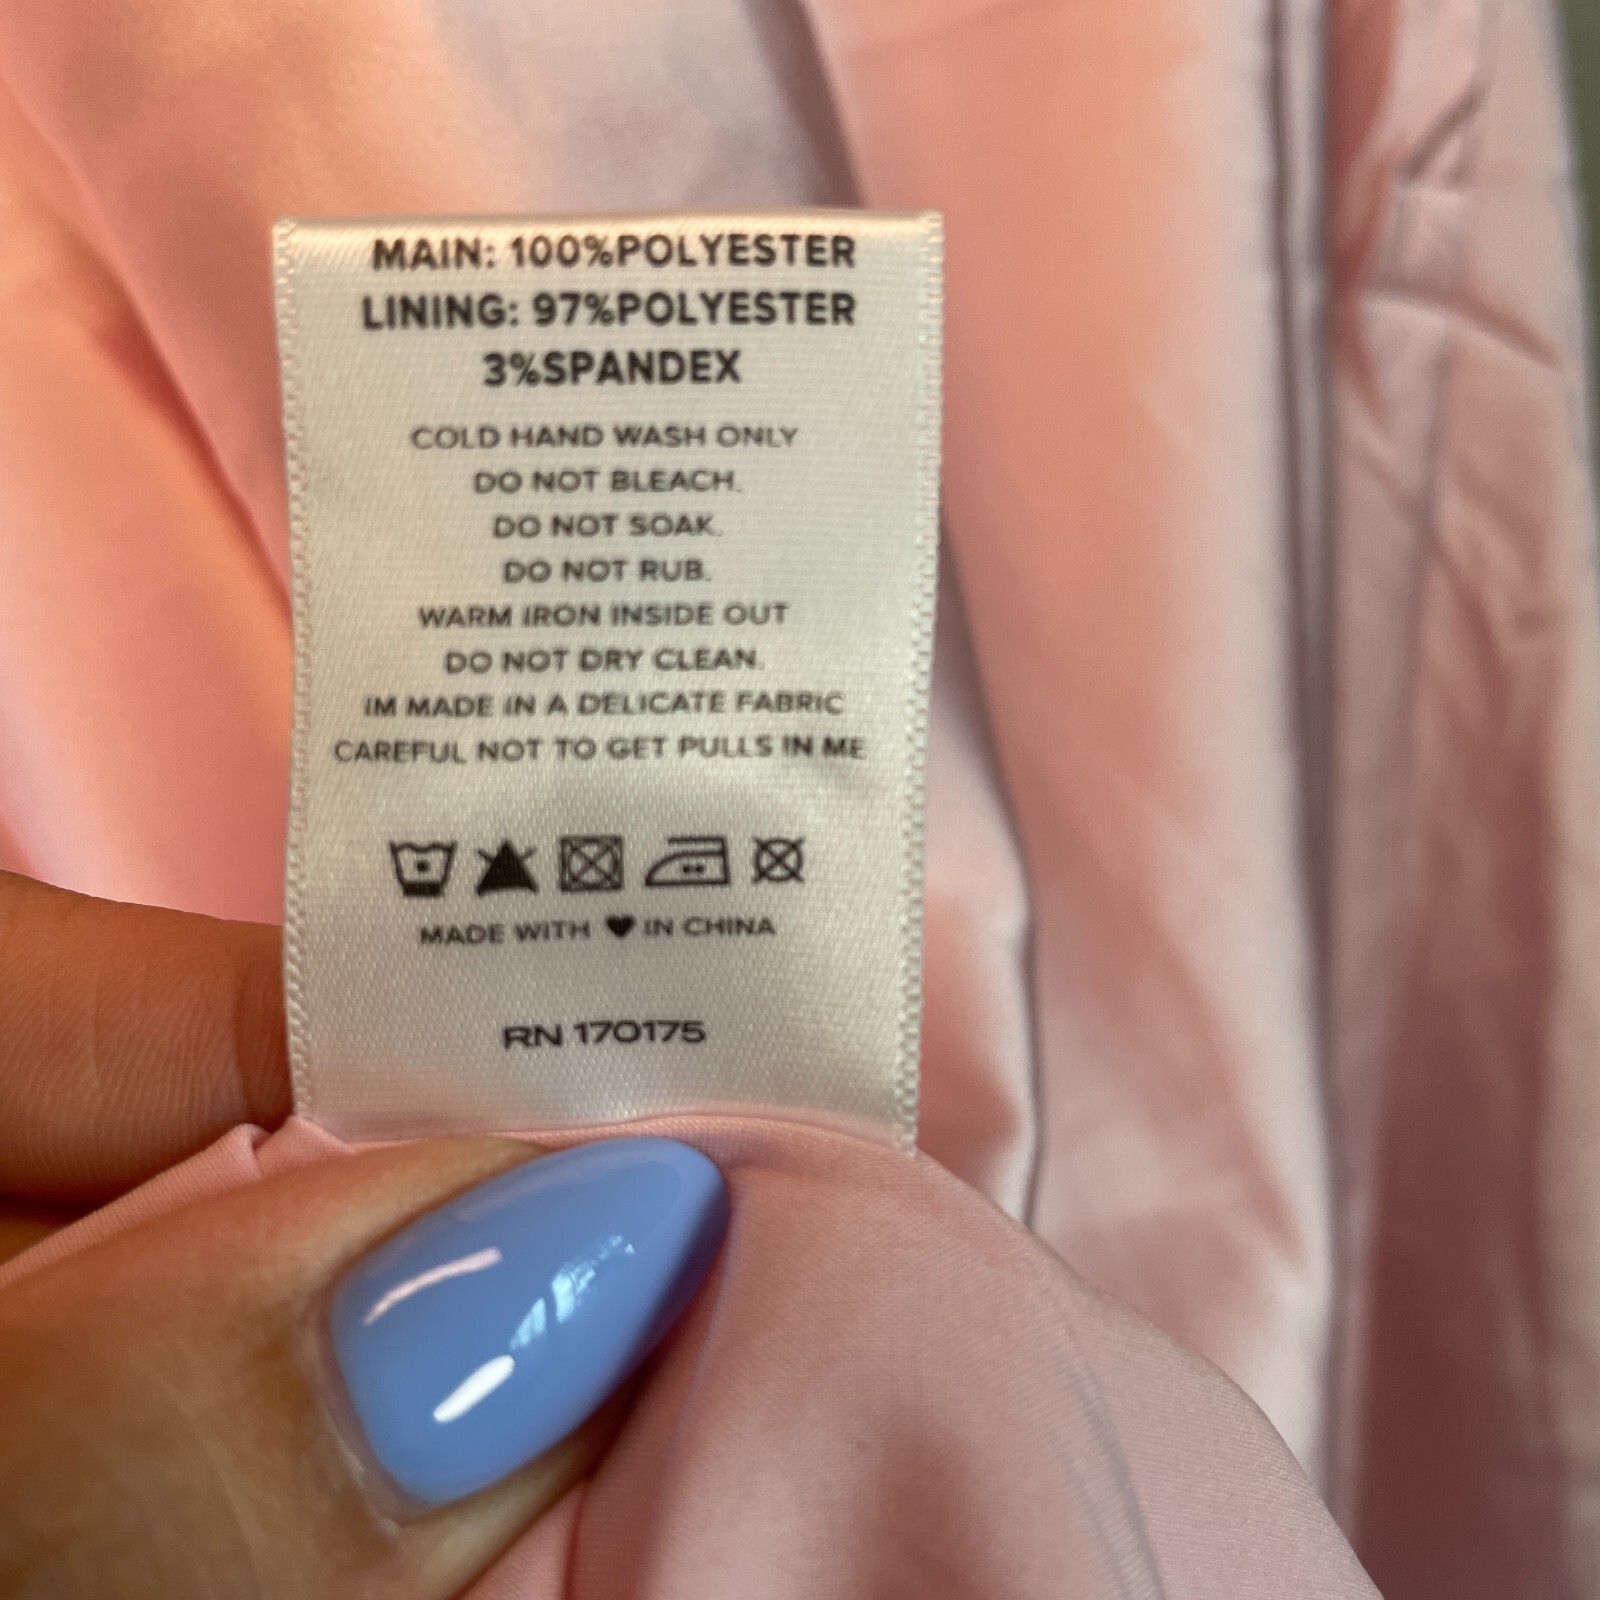 MAIN: 100%POLYESTER
LINING: 97%POLYESTER
3%SPANDEX
COLD HAND WASH ONLY
DO NOT BLEACH.
DO NOT SOAK.
DO NOT RUB.
WARM IRON INSIDE OUT
DO NOT DRY CLEAN.
IM MADE IN A DELICATE FABRIC
CAREFUL NOT TO GET PULLS IN ME
MADE WITH ♥ IN CHINA
RN 170175